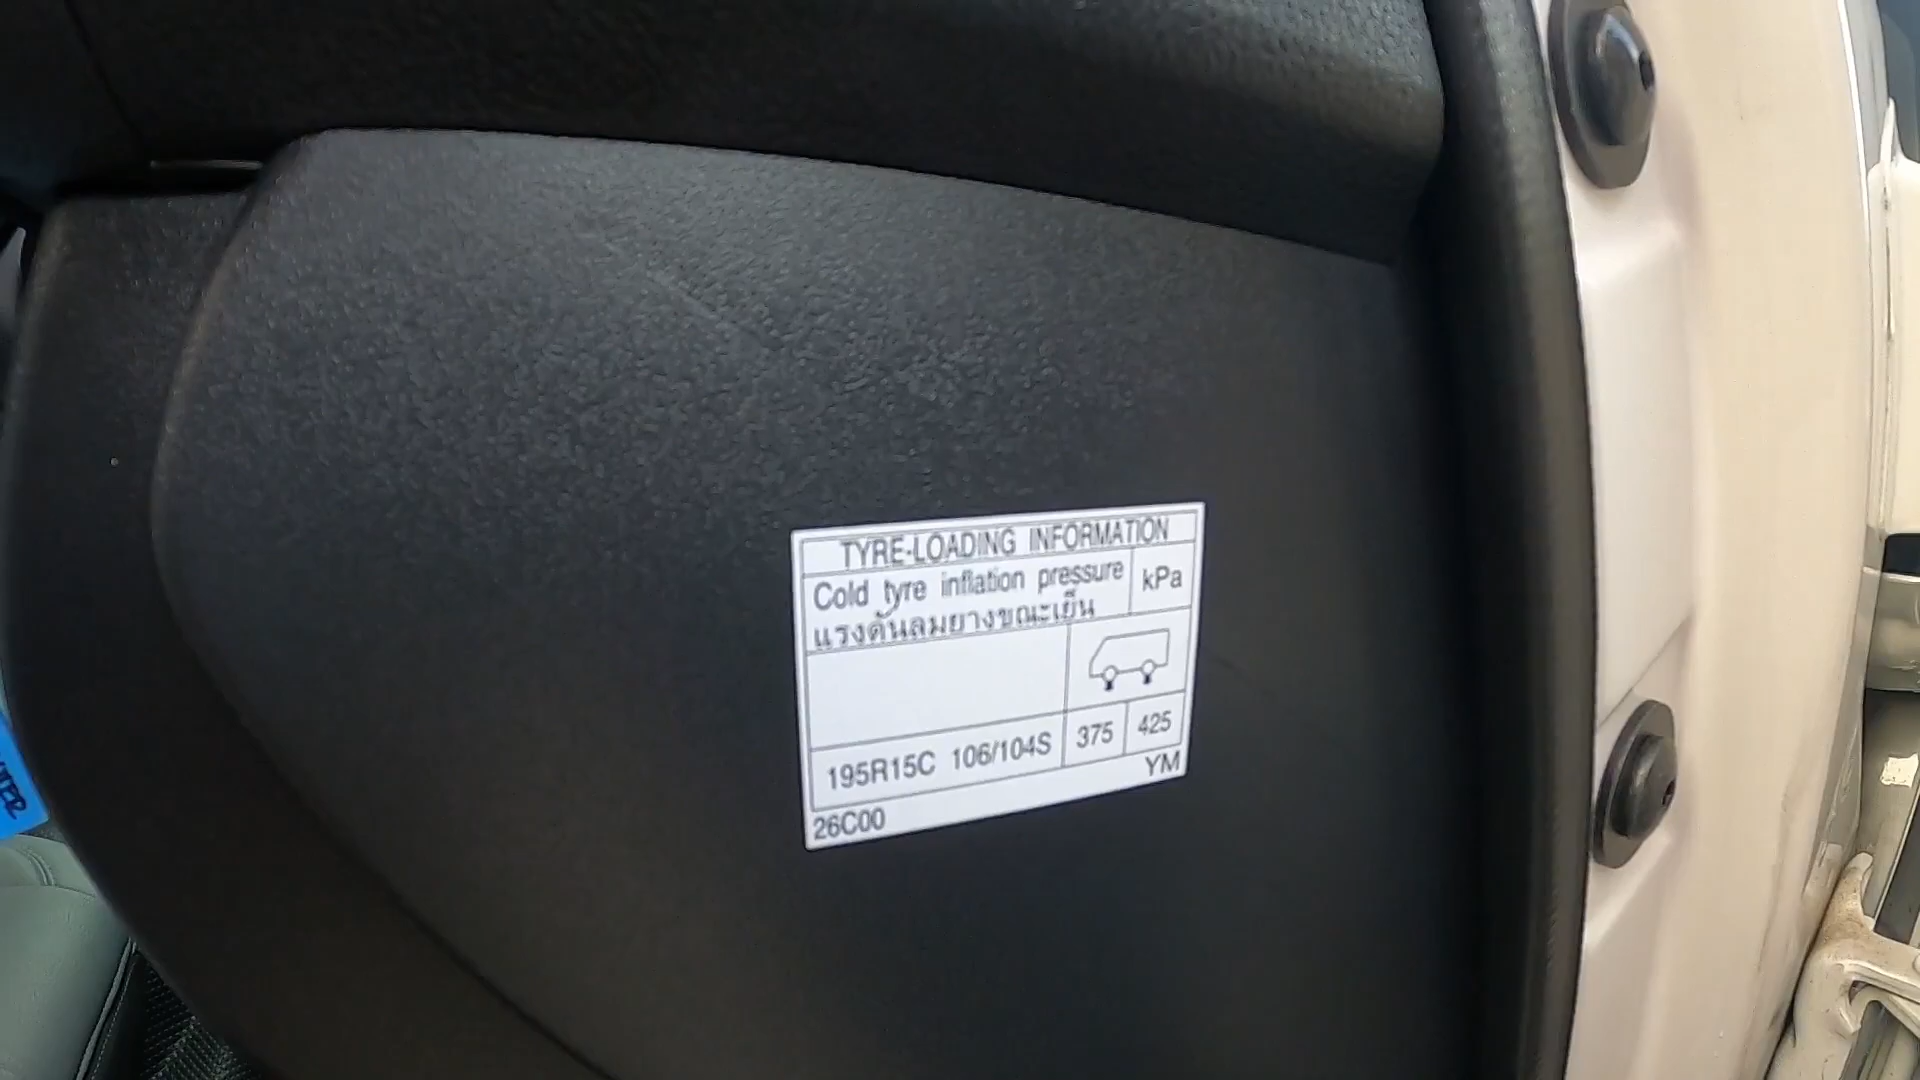 TYRE-LOADING INFORMATION
Cold tyre inflation pressure kPa
แรงดันลมยางขณะเย็น
195R15C 106/104S 375 425
YM
26C00